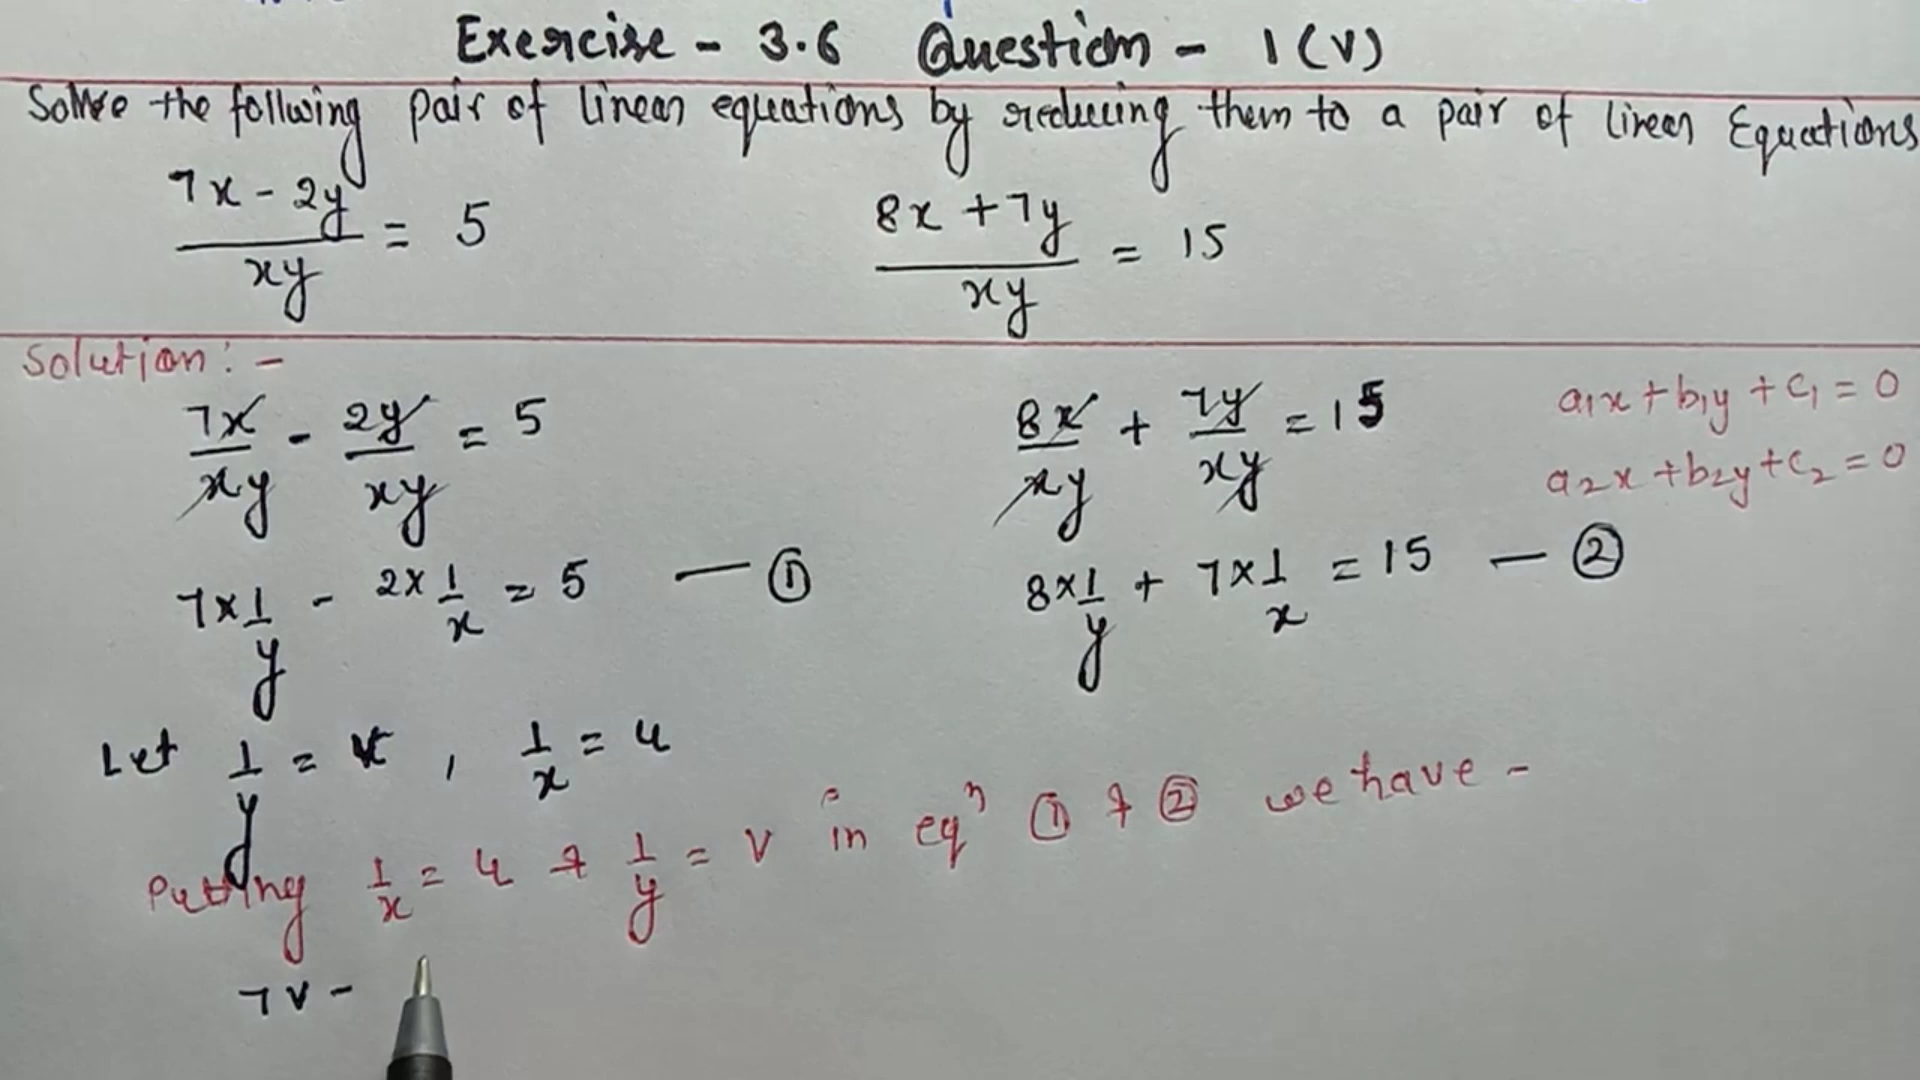 Exercise - 3.6 Question - 1 (V)
Solve the follwing pair of linear equations by reducing them to a pair of linear Equations
7x - 2y / xy = 5    8x + 7y / xy = 15
Solution: -
7x/xy - 2y/xy = 5    8x/xy + 7y/xy = 15    a₁x + b₁y + c₁ = 0
a₂x + b₂y + c₂ = 0
7×1/y - 2×1/x = 5 — ①    8×1/y + 7×1/x = 15 — ②
Let 1/y = v , 1/x = u
Putting 1/x = u & 1/y = v in eqⁿ ① & ② we have -
7v -